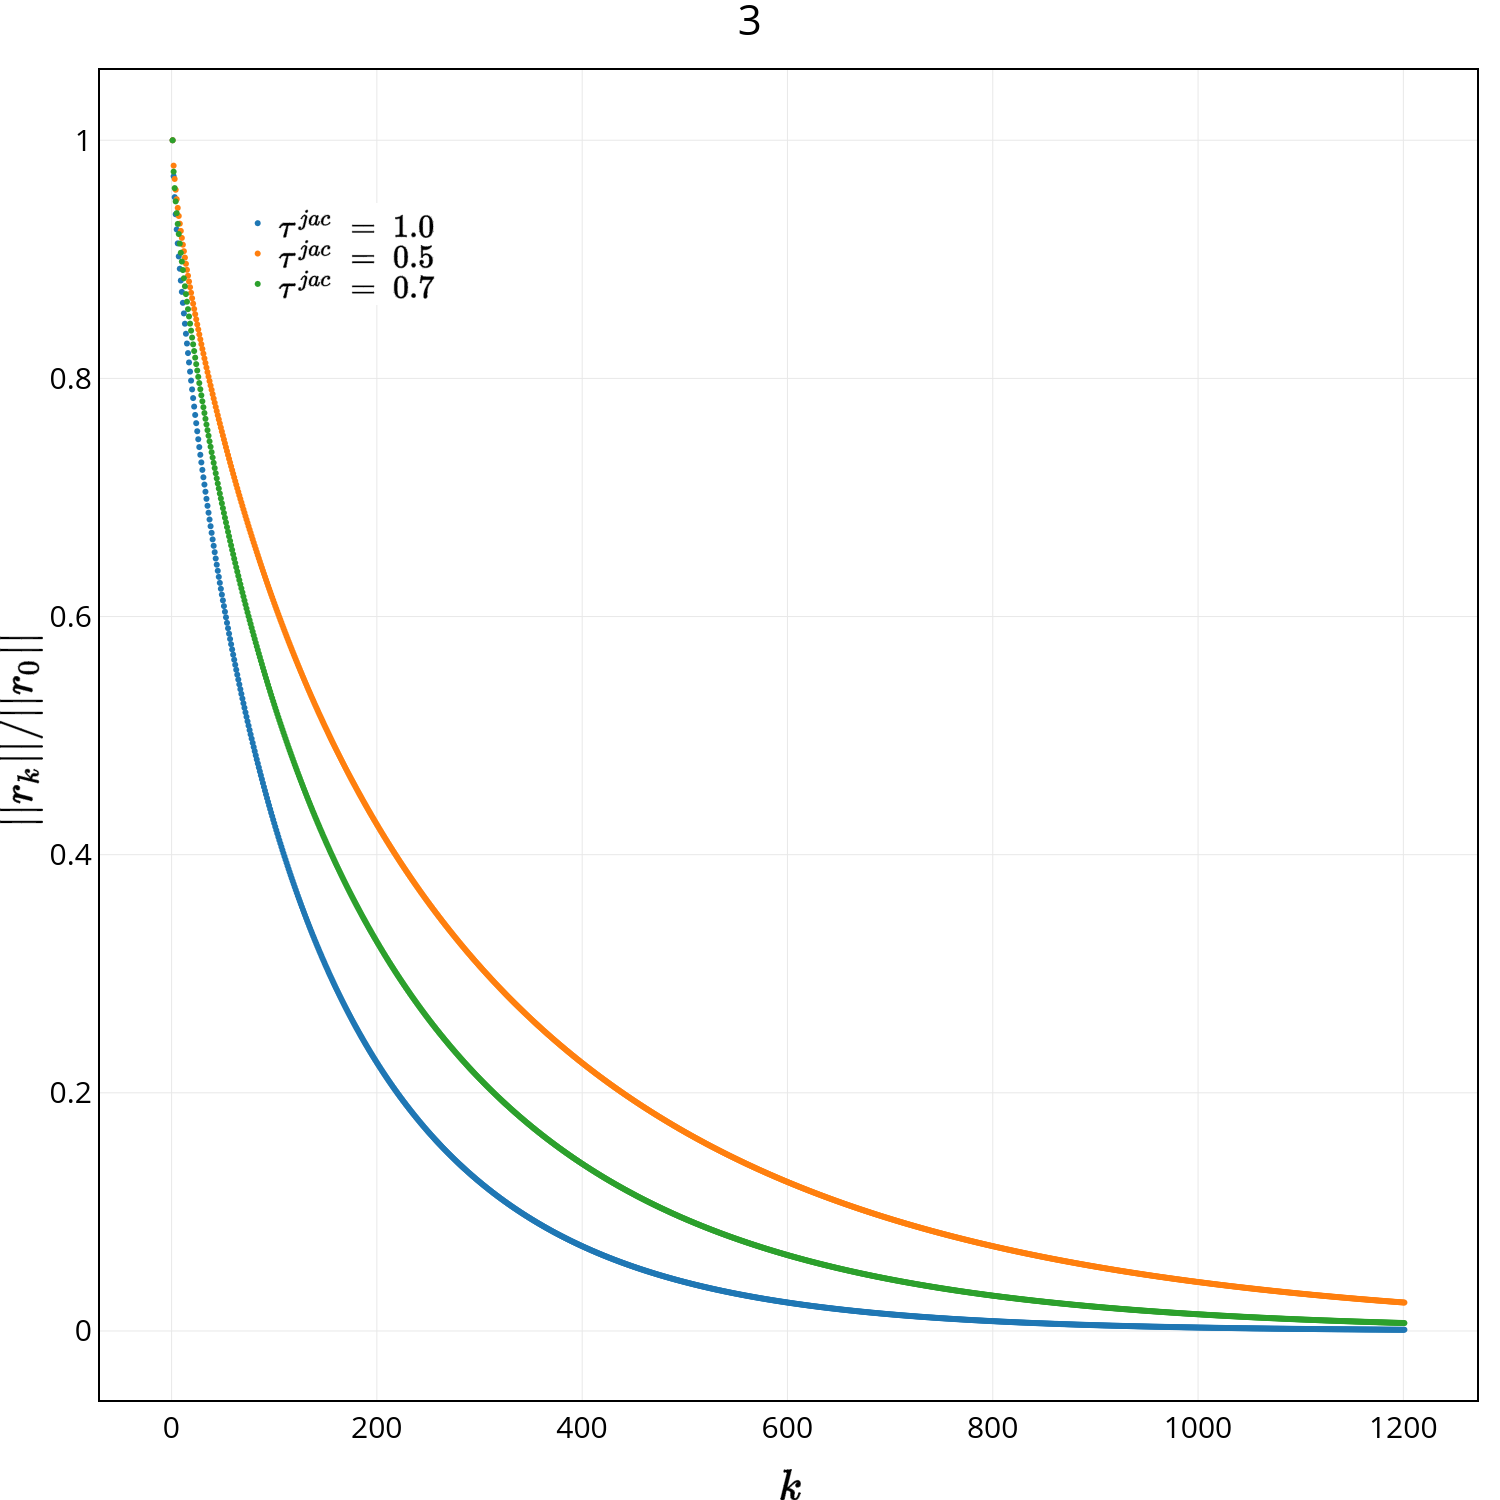 3
1
0.8
0.6
0.4
0.2
0
||r_k||/||r_0||
τ^{jac} = 1.0
τ^{jac} = 0.5
τ^{jac} = 0.7
0 200 400 600 800 1000 1200
k